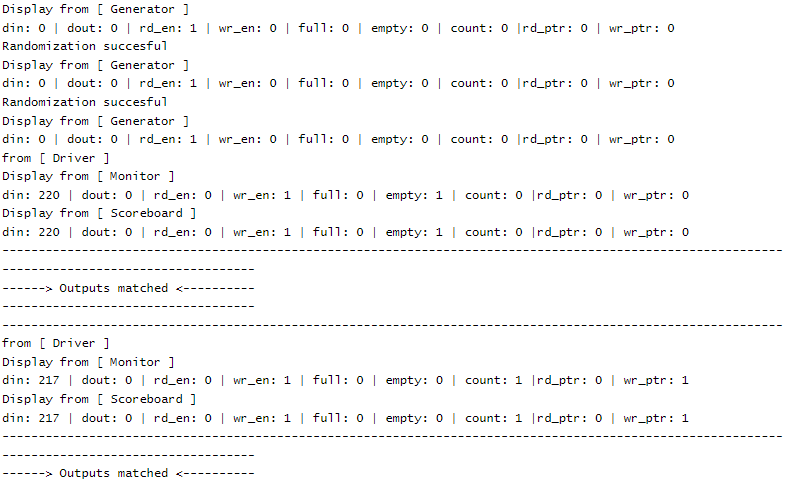 Display from [ Generator ]
din: 0 | dout: 0 | rd_en: 1 | wr_en: 0 | full: 0 | empty: 0 | count: 0 |rd_ptr: 0 | wr_ptr: 0
Randomization succesful
Display from [ Generator ]
din: 0 | dout: 0 | rd_en: 1 | wr_en: 0 | full: 0 | empty: 0 | count: 0 |rd_ptr: 0 | wr_ptr: 0
Randomization succesful
Display from [ Generator ]
din: 0 | dout: 0 | rd_en: 1 | wr_en: 0 | full: 0 | empty: 0 | count: 0 |rd_ptr: 0 | wr_ptr: 0
from [ Driver ]
Display from [ Monitor ]
din: 220 | dout: 0 | rd_en: 0 | wr_en: 1 | full: 0 | empty: 1 | count: 0 |rd_ptr: 0 | wr_ptr: 0
Display from [ Scoreboard ]
din: 220 | dout: 0 | rd_en: 0 | wr_en: 1 | full: 0 | empty: 1 | count: 0 |rd_ptr: 0 | wr_ptr: 0
------------------------------------------------------------------------------------------------------------
-----------------------------------
------> Outputs matched <----------
-----------------------------------
------------------------------------------------------------------------------------------------------------
from [ Driver ]
Display from [ Monitor ]
din: 217 | dout: 0 | rd_en: 0 | wr_en: 1 | full: 0 | empty: 0 | count: 1 |rd_ptr: 0 | wr_ptr: 1
Display from [ Scoreboard ]
din: 217 | dout: 0 | rd_en: 0 | wr_en: 1 | full: 0 | empty: 0 | count: 1 |rd_ptr: 0 | wr_ptr: 1
------------------------------------------------------------------------------------------------------------
-----------------------------------
------> Outputs matched <----------